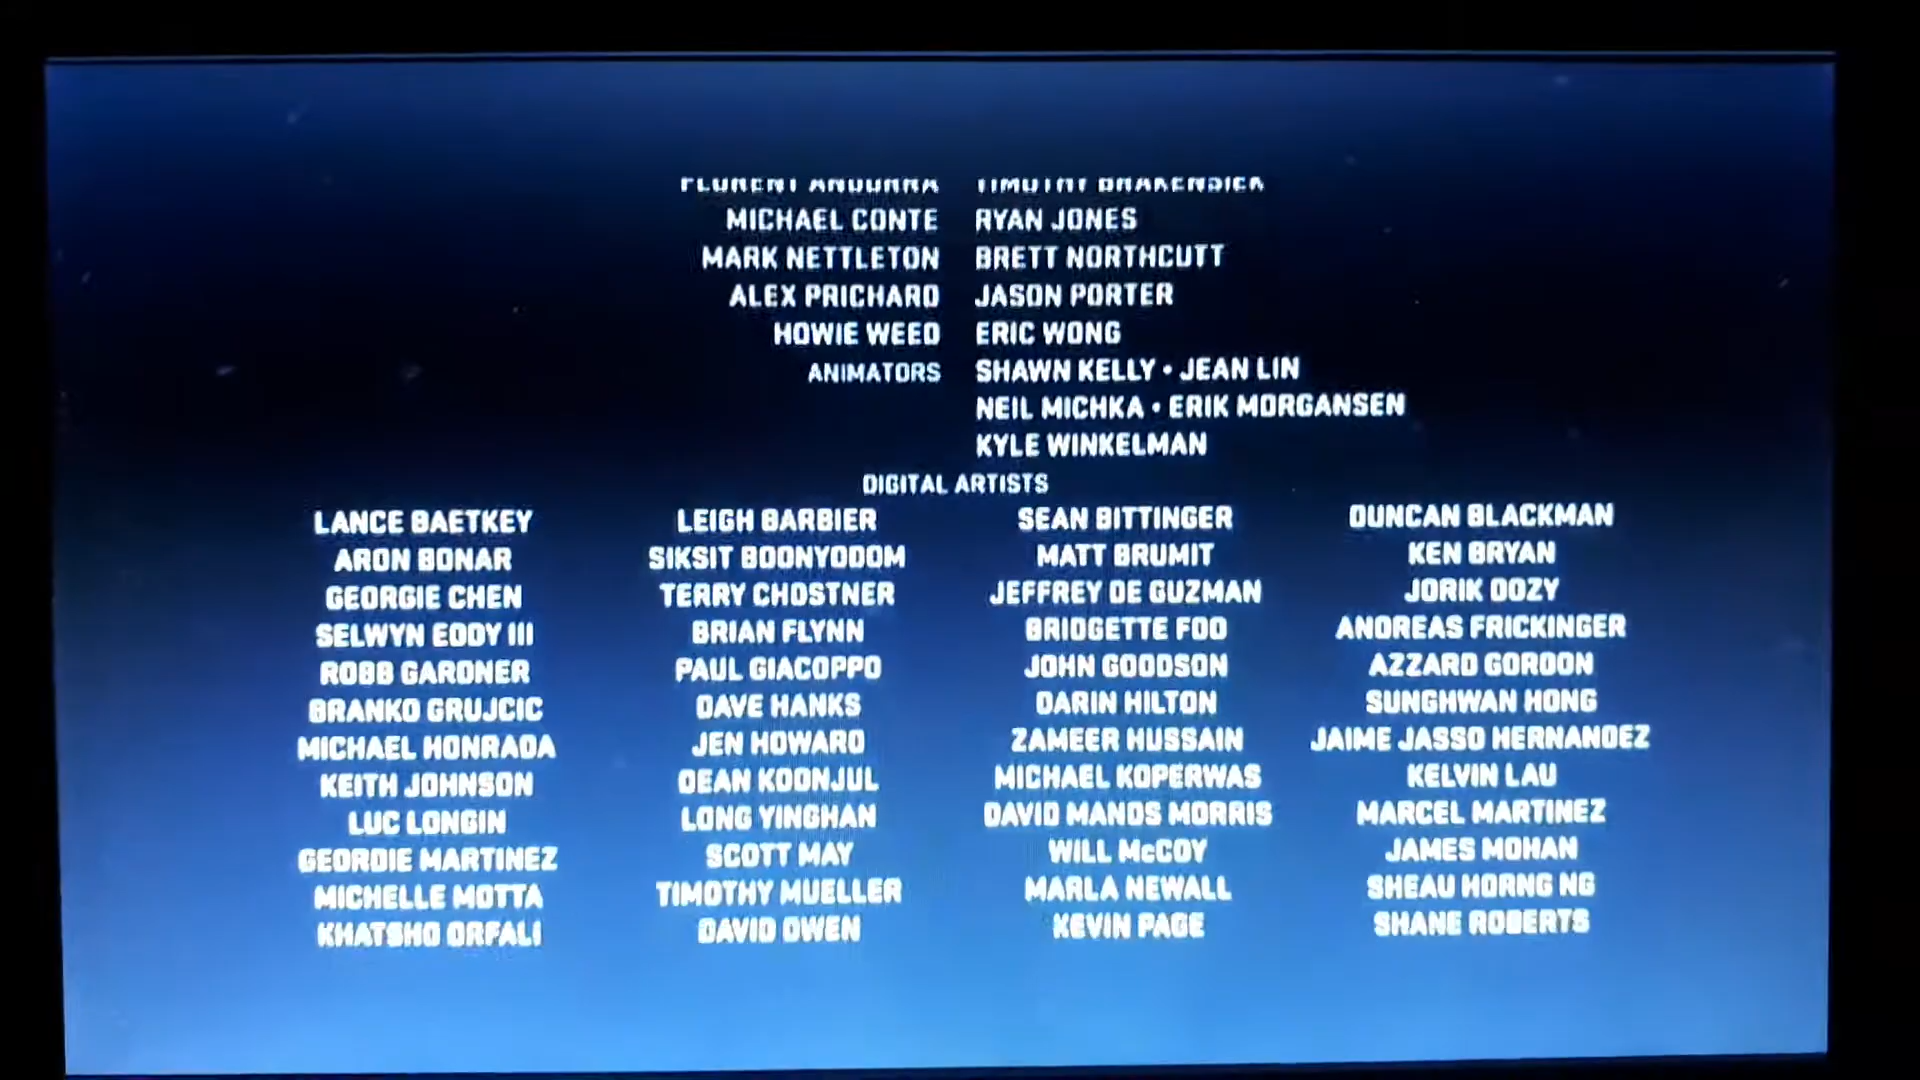 MICHAEL CONTE RYAN JONES
MARK NETTLETON BRETT NORTHCUTT
ALEX PRICHARD JASON PORTER
HOWIE WEED ERIC WONG
ANIMATORS SHAWN KELLY • JEAN LIN
NEIL MICHKA • ERIK MORGANSEN
KYLE WINKELMAN
DIGITAL ARTISTS
LANCE BAETKEY LEIGH BARBIER SEAN BITTINGER DUNCAN BLACKMAN
ARON BONAR SIKSIT BOONYODOM MATT BRUMIT KEN BRYAN
GEORGIE CHEN TERRY CHOSTNER JEFFREY DE GUZMAN JORIK DOZY
SELWYN EDDY III BRIAN FLYNN BRIDGETTE FOO ANDREAS FRICKINGER
ROBB GARDNER PAUL GIACOPPO JOHN GOODSON AZZARD GORDON
BRANKO GRUJCIC DAVE HANKS DARIN HILTON SUNGHWAN HONG
MICHAEL HONRADA JEN HOWARD ZAMEER HUSSAIN JAIME JASSO HERNANDEZ
KEITH JOHNSON DEAN KOONJUL MICHAEL KOPERWAS KELVIN LAU
LUC LONGIN LONG YINGHAN DAVID MANOS MORRIS MARCEL MARTINEZ
GEORDIE MARTINEZ SCOTT MAY WILL McCOY JAMES MOHAN
MICHELLE MOTTA TIMOTHY MUELLER MARLA NEWALL SHEAU HORNG NG
KHATSHO ORFALI DAVID OWEN KEVIN PAGE SHANE ROBERTS